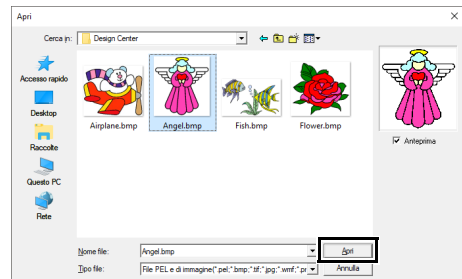 Apri
Cerca in:
Design Center
Accesso rapido
Desktop
Raccolte
Questo PC
Rete
Airplane.bmp
Angel.bmp
Fish.bmp
Flower.bmp
Anteprima
Nome file:
Angel.bmp
Apri
Tipo file:
File PEL e di immagine(*.pel;*.bmp;*.tif;*.jpg;*.wmf;*.pr
Annulla